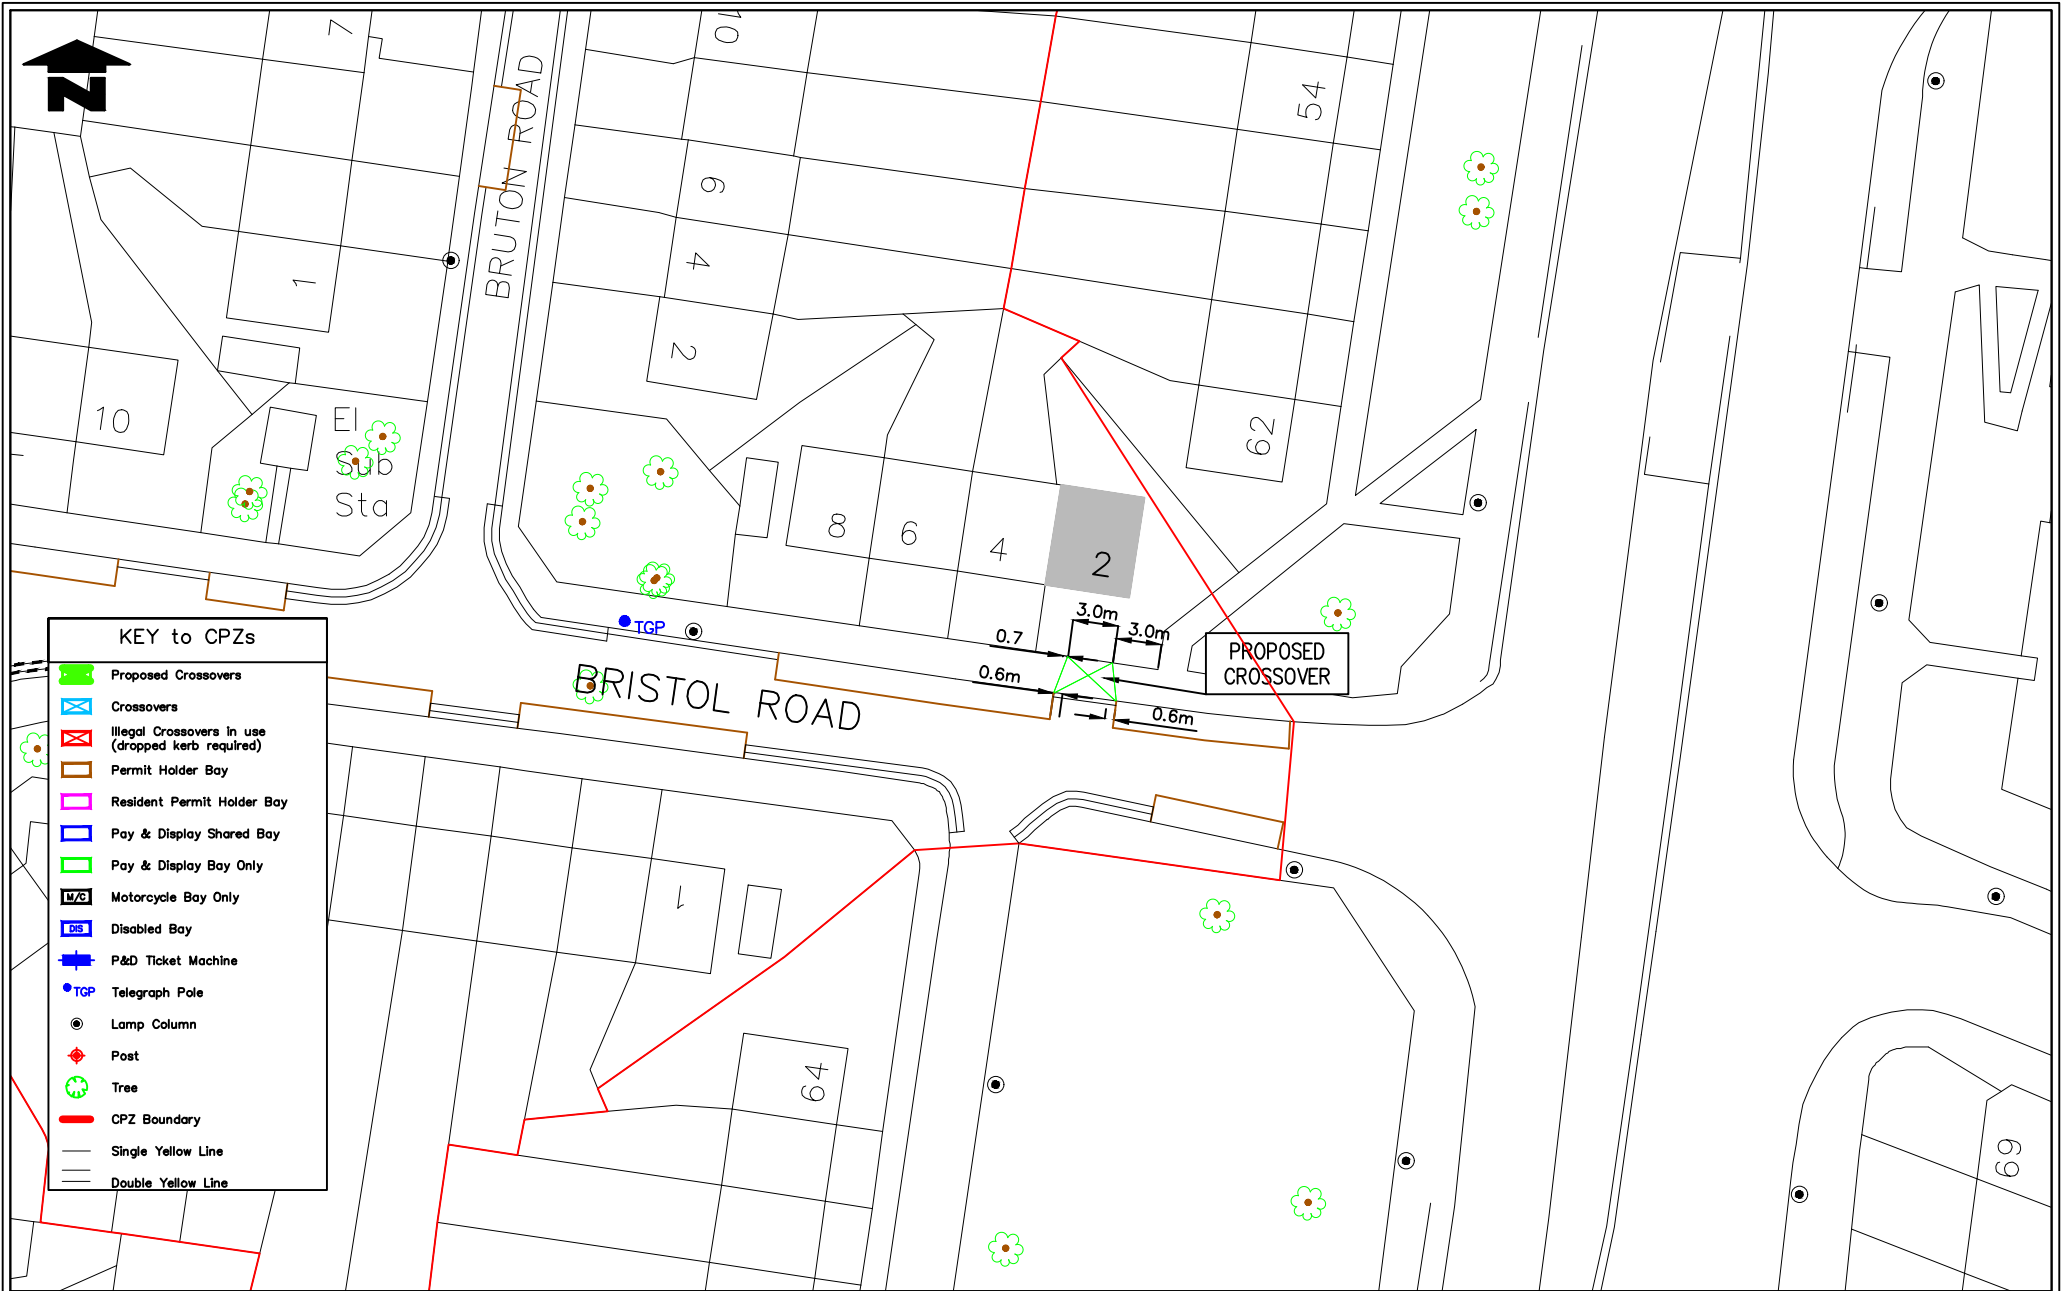 N
7
10
54
BRUTON ROAD
6
4
1
2
10
El
Sub
Sta
62
8
6
4
2
TGP
3.0m
3.0m
0.7
0.6m
0.6m
PROPOSED
CROSSOVER
BRISTOL ROAD
KEY to CPZs
Proposed Crossovers
Crossovers
Illegal Crossovers in use
(dropped kerb required)
Permit Holder Bay
Resident Permit Holder Bay
Pay & Display Shared Bay
Pay & Display Bay Only
M/C Motorcycle Bay Only
DIS Disabled Bay
P&D Ticket Machine
TGP Telegraph Pole
Lamp Column
Post
Tree
CPZ Boundary
Single Yellow Line
Double Yellow Line
1
64
69